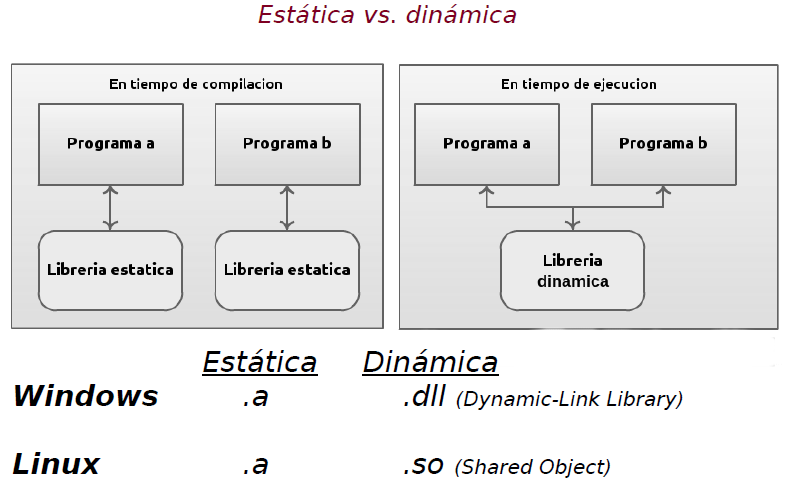 Estática vs. dinámica
En tiempo de compilacion
Programa a
Programa b
Libreria estatica
Libreria estatica
En tiempo de ejecucion
Programa a
Programa b
Libreria
dinamica
Estática Dinámica
Windows .a .dll (Dynamic-Link Library)
Linux .a .so (Shared Object)